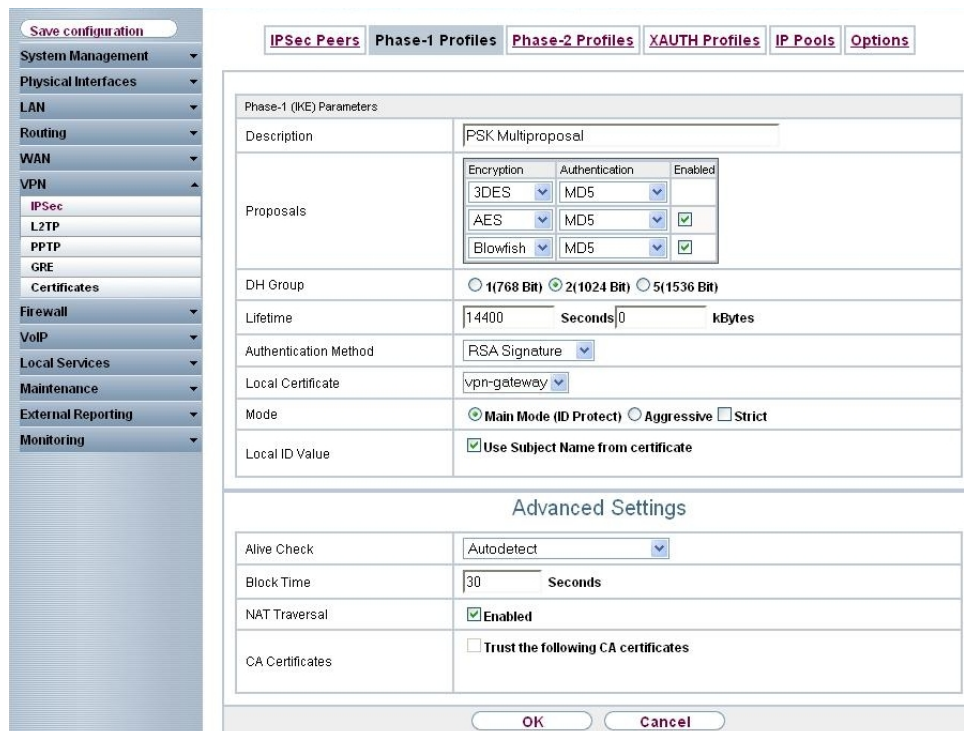 Save configuration
System Management
Physical Interfaces
LAN
Routing
WAN
VPN
IPSec
L2TP
PPTP
GRE
Certificates
Firewall
VoIP
Local Services
Maintenance
External Reporting
Monitoring
IPSec Peers Phase-1 Profiles Phase-2 Profiles XAUTH Profiles IP Pools Options
Phase-1 (IKE) Parameters
Description PSK Multiproposal
Proposals
Encryption Authentication Enabled
3DES MD5
AES MD5
Blowfish MD5
DH Group 1(768 Bit) 2(1024 Bit) 5(1536 Bit)
Lifetime 14400 Seconds 0 kBytes
Authentication Method RSA Signature
Local Certificate vpn-gateway
Mode Main Mode (ID Protect) Aggressive Strict
Local ID Value Use Subject Name from certificate
Advanced Settings
Alive Check Autodetect
Block Time 30 Seconds
NAT Traversal Enabled
CA Certificates Trust the following CA certificates
OK Cancel